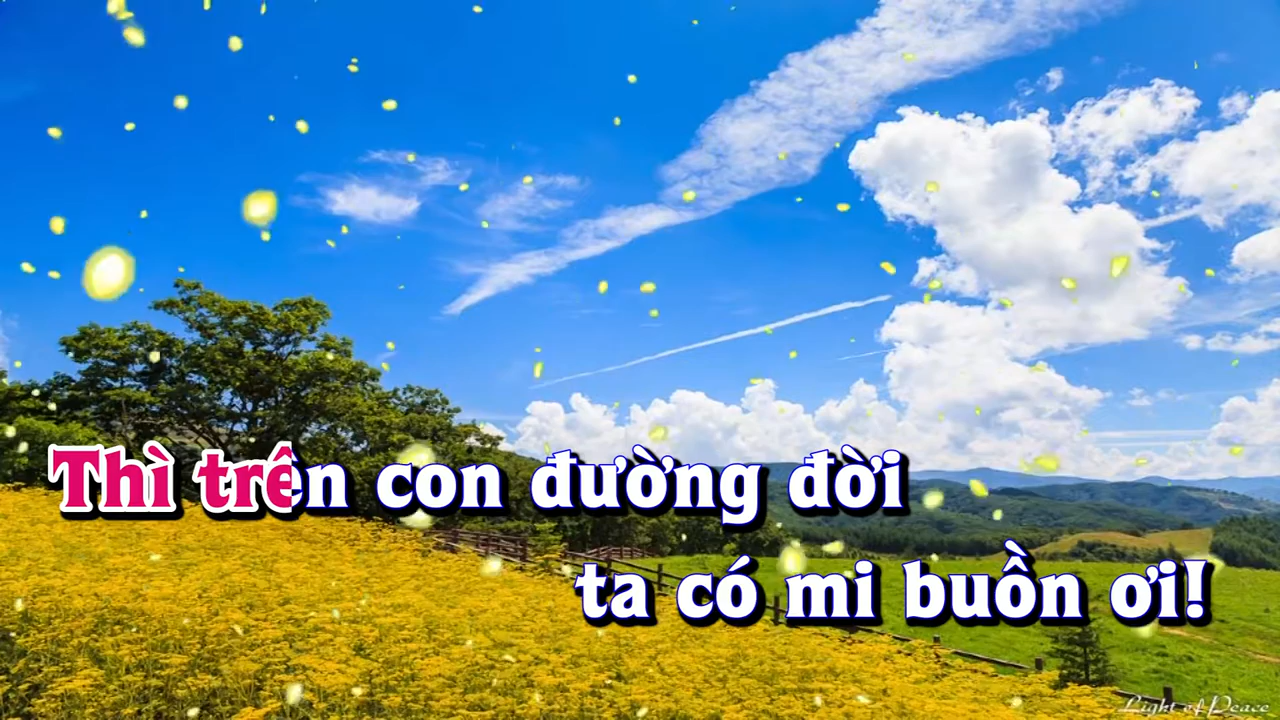 Thì trên con đường đời
ta có mi buồn ơi!
Light of Peace